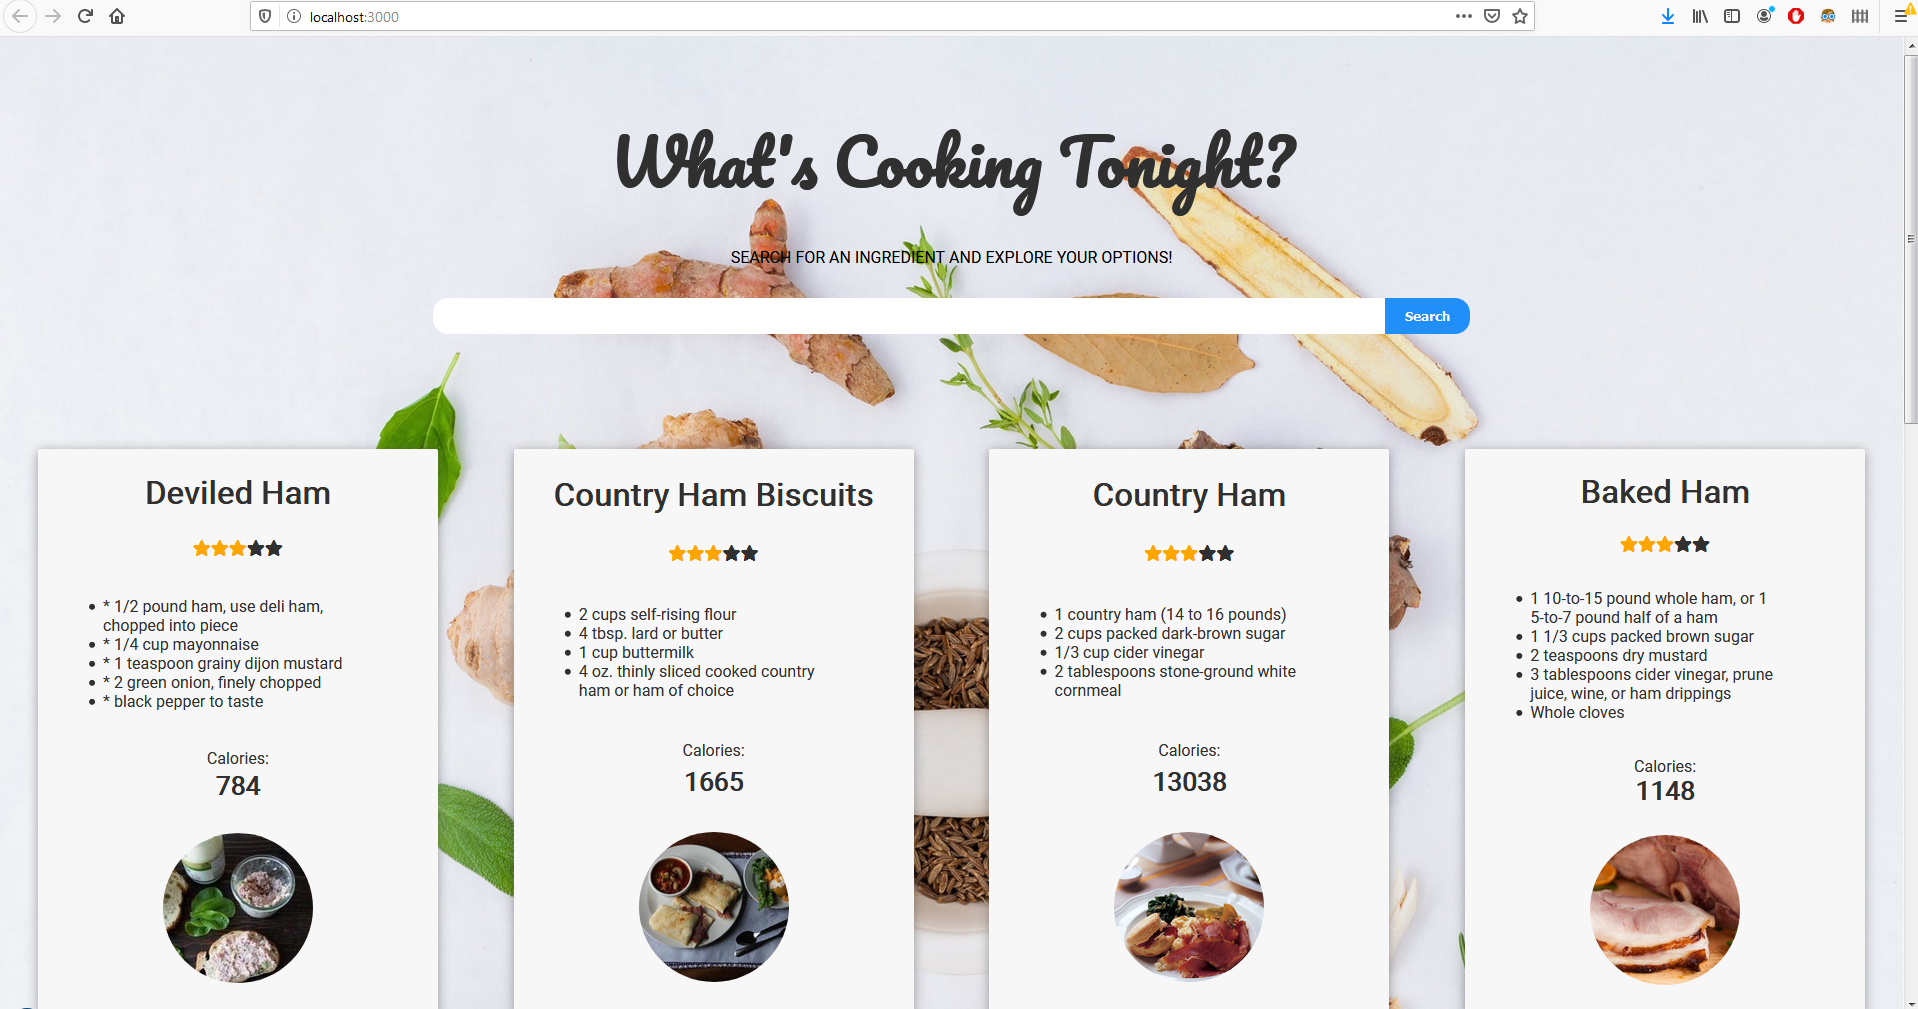 localhost:3000
What's Cooking Tonight?
SEARCH FOR AN INGREDIENT AND EXPLORE YOUR OPTIONS!
Search
Deviled Ham
* 1/2 pound ham, use deli ham,
chopped into piece
* 1/4 cup mayonnaise
* 1 teaspoon grainy dijon mustard
* 2 green onion, finely chopped
* black pepper to taste
Calories:
784
Country Ham Biscuits
2 cups self-rising flour
4 tbsp. lard or butter
1 cup buttermilk
4 oz. thinly sliced cooked country
ham or ham of choice
Calories:
1665
Country Ham
1 country ham (14 to 16 pounds)
2 cups packed dark-brown sugar
1/3 cup cider vinegar
2 tablespoons stone-ground white
cornmeal
Calories:
13038
Baked Ham
1 10-to-15 pound whole ham, or 1
5-to-7 pound half of a ham
1 1/3 cups packed brown sugar
2 teaspoons dry mustard
3 tablespoons cider vinegar, prune
juice, wine, or ham drippings
Whole cloves
Calories:
1148